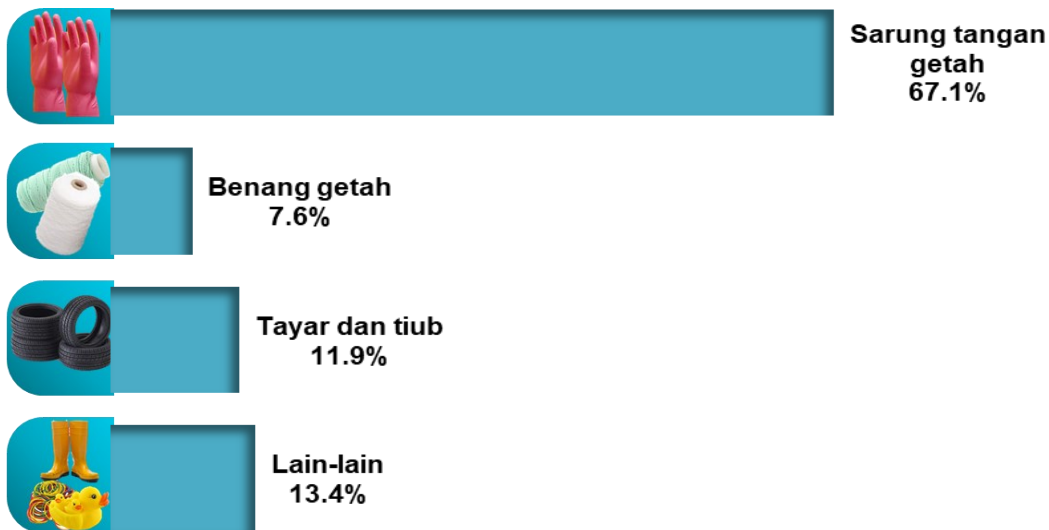 Sarung tangan
getah
67.1%
Benang getah
7.6%
Tayar dan tiub
11.9%
Lain-lain
13.4%